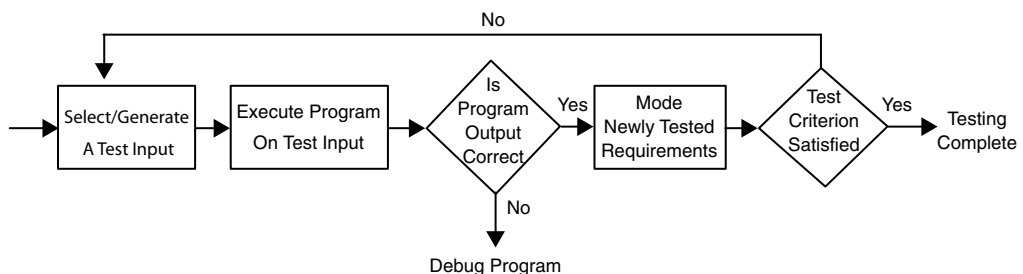 No
Select/Generate
A Test Input
Execute Program
On Test Input
Is
Program
Output
Correct
Yes
Mode
Newly Tested
Requirements
Test
Criterion
Satisfied
Yes
Testing
Complete
No
Debug Program